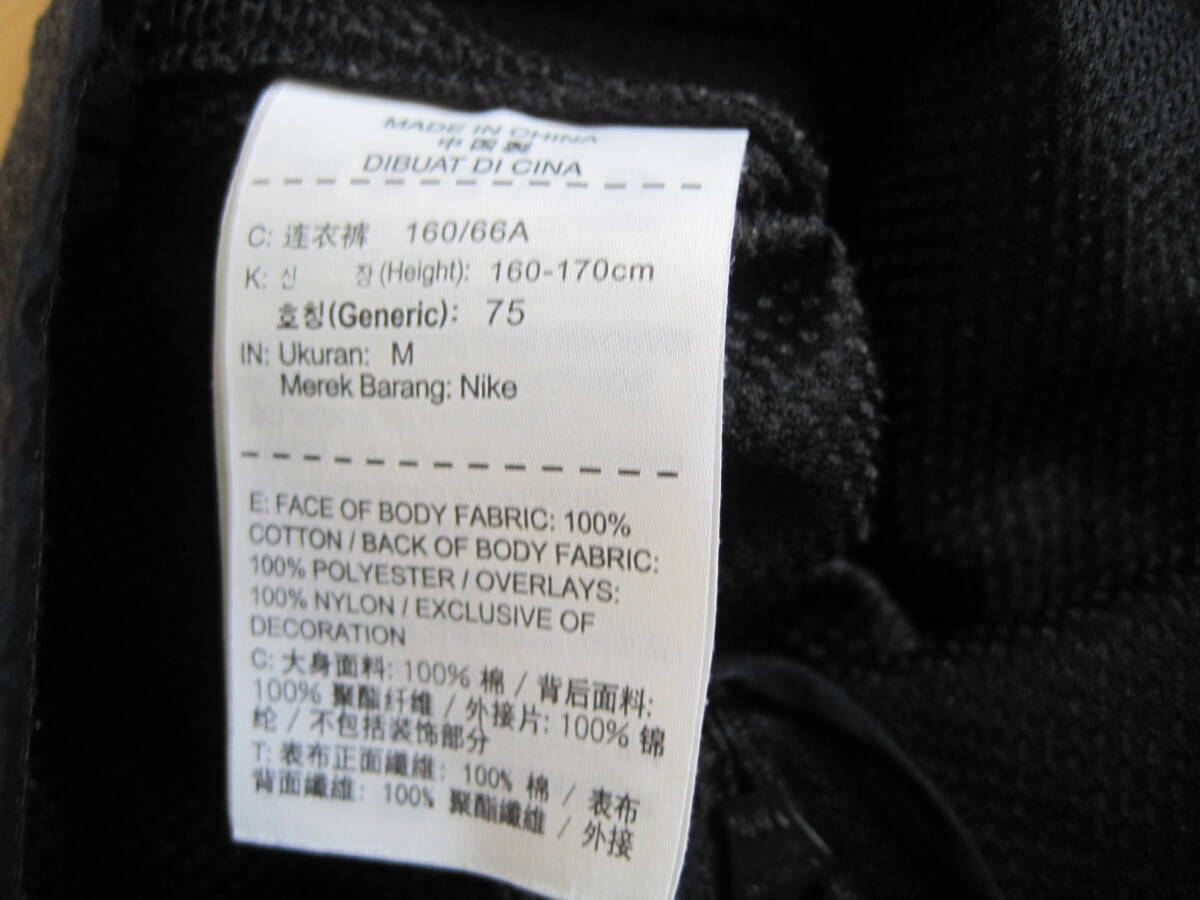 MADE IN CHINA
中国製
DIBUAT DI CINA
C: 连衣裤 160/66A
K: 신 장 (Height): 160-170cm
호칭(Generic): 75
IN: Ukuran: M
Merek Barang: Nike
E: FACE OF BODY FABRIC: 100%
COTTON / BACK OF BODY FABRIC:
100% POLYESTER / OVERLAYS:
100% NYLON / EXCLUSIVE OF
DECORATION
C: 大身面料: 100% 棉 / 背后面料:
100% 聚酯纤维 / 外接片: 100% 锦
纶 / 不包括装饰部分
T: 表布正面纖維: 100% 棉 / 表布
背面纖維: 100% 聚酯纖維 / 外接